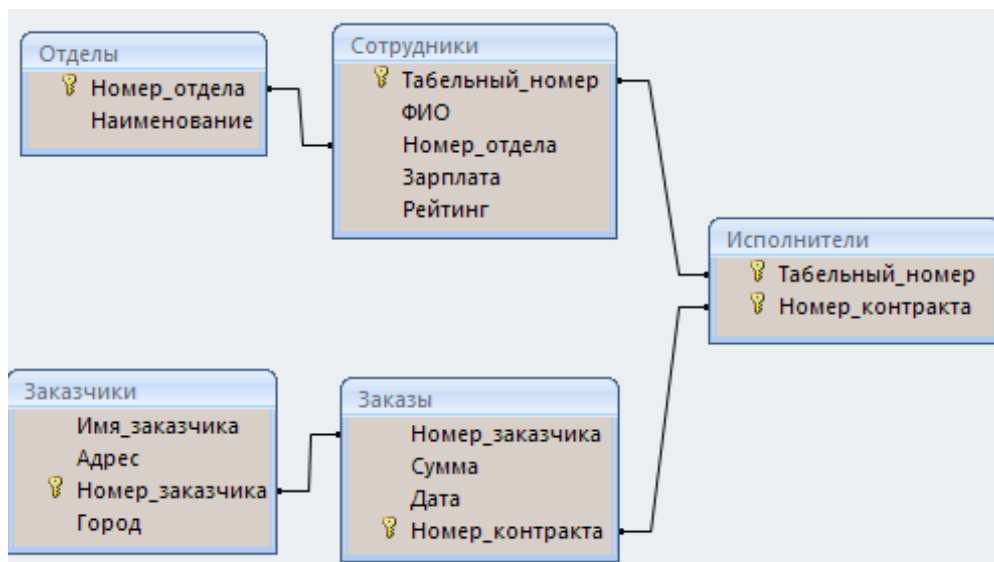 Отделы
Номер_отдела
Наименование
Сотрудники
Табельный_номер
ФИО
Номер_отдела
Зарплата
Рейтинг
Исполнители
Табельный_номер
Номер_контракта
Заказчики
Имя_заказчика
Адрес
Номер_заказчика
Город
Заказы
Номер_заказчика
Сумма
Дата
Номер_контракта